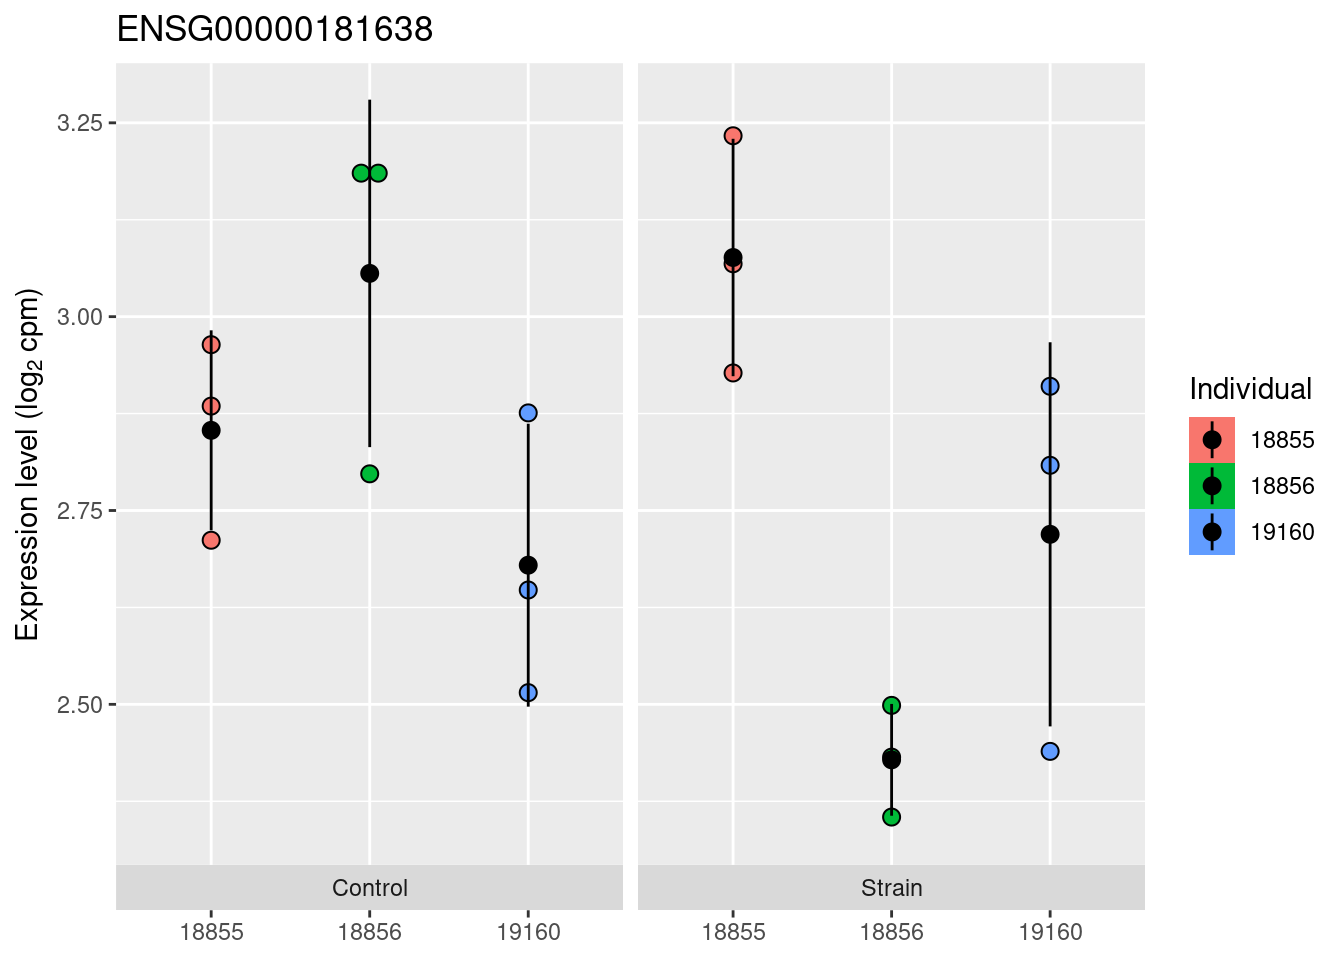 ENSG00000181638
Expression level (log₂ cpm)
3.25
3.00
2.75
2.50
Control
Strain
18855
18856
19160
18855
18856
19160
Individual
18855
18856
19160